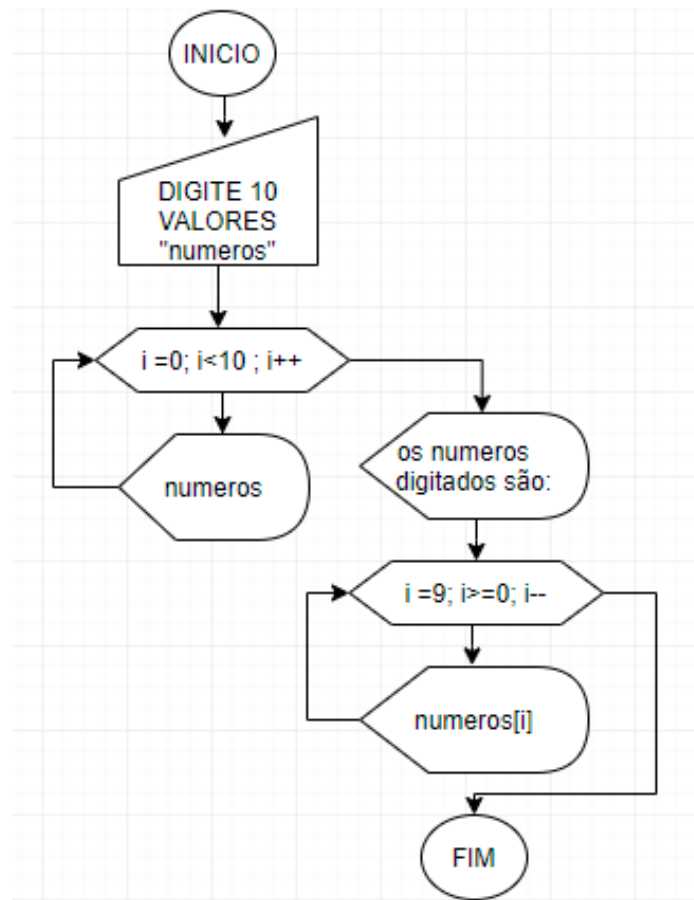 INICIO
DIGITE 10
VALORES
"numeros"
i =0; i<10 ; i++
numeros
os numeros
digitados são:
i =9; i>=0; i--
numeros[i]
FIM